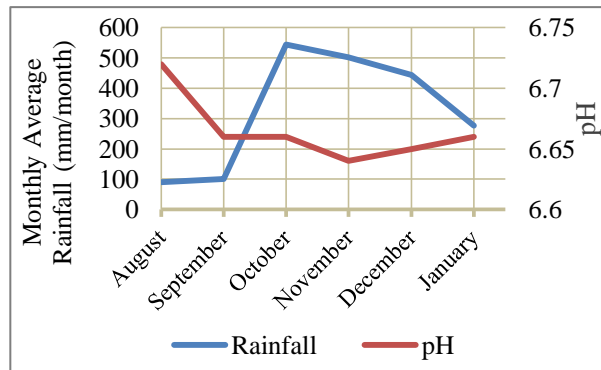 Monthly Average
Rainfall (mm/month)
600
500
400
300
200
100
0
6.75
6.7
6.65
6.6
pH
August
September
October
November
December
January
Rainfall
pH